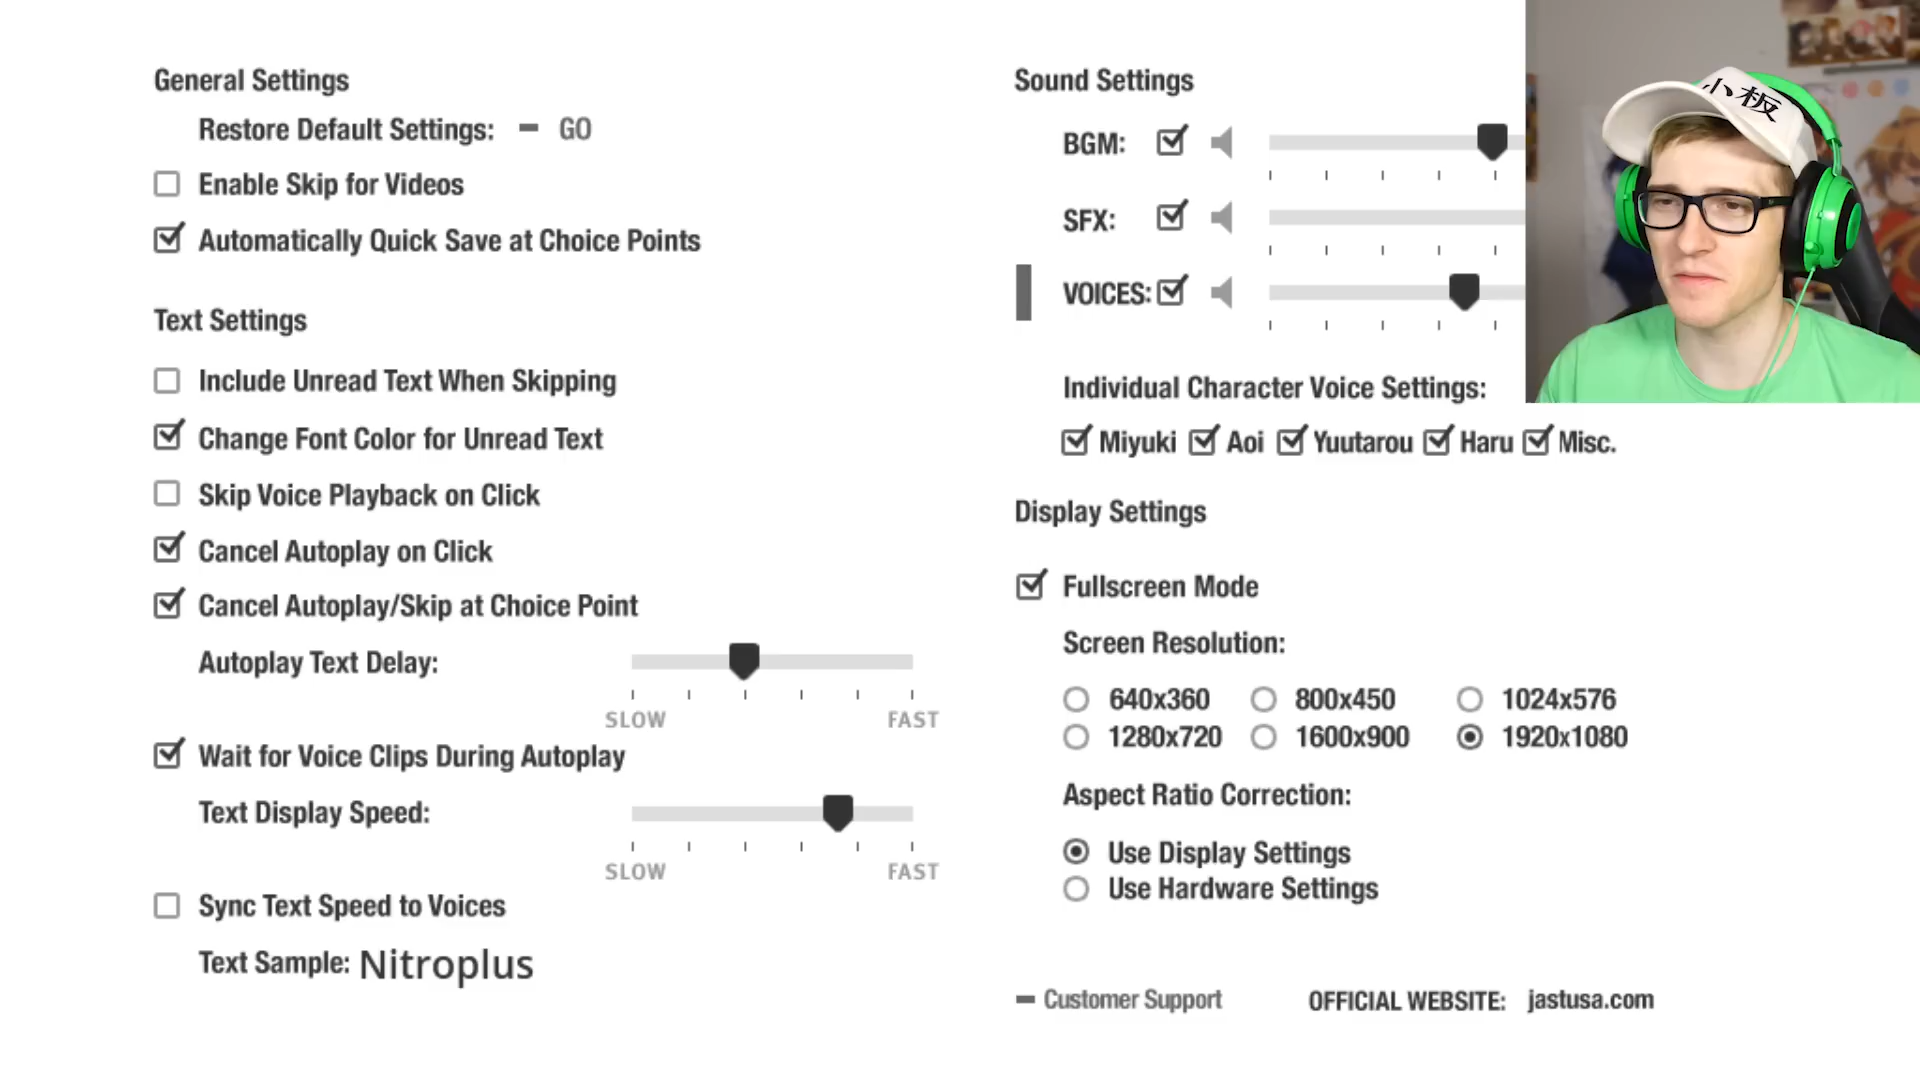 General Settings
Restore Default Settings: - GO
Enable Skip for Videos
Automatically Quick Save at Choice Points
Text Settings
Include Unread Text When Skipping
Change Font Color for Unread Text
Skip Voice Playback on Click
Cancel Autoplay on Click
Cancel Autoplay/Skip at Choice Point
Autoplay Text Delay:
SLOW FAST
Wait for Voice Clips During Autoplay
Text Display Speed:
SLOW FAST
Sync Text Speed to Voices
Text Sample: Nitroplus
Sound Settings
BGM:
SFX:
VOICES:
Individual Character Voice Settings:
Miyuki Aoi Yuutarou Haru Misc.
Display Settings
Fullscreen Mode
Screen Resolution:
640x360 800x450 1024x576
1280x720 1600x900 1920x1080
Aspect Ratio Correction:
Use Display Settings
Use Hardware Settings
- Customer Support OFFICIAL WEBSITE: jastusa.com
小板